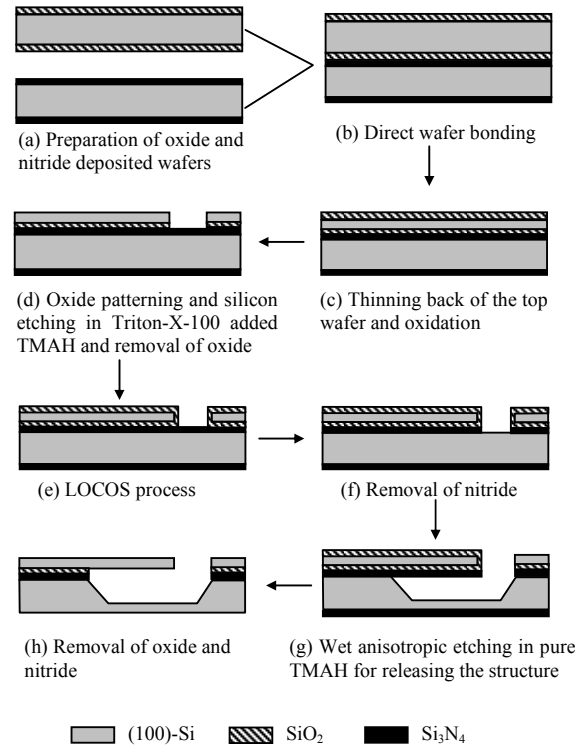 (a) Preparation of oxide and
nitride deposited wafers
(b) Direct wafer bonding
(d) Oxide patterning and silicon
etching in Triton-X-100 added
TMAH and removal of oxide
(c) Thinning back of the top
wafer and oxidation
(e) LOCOS process
(f) Removal of nitride
(h) Removal of oxide and
nitride
(g) Wet anisotropic etching in pure
TMAH for releasing the structure
(100)-Si
SiO₂
Si₃N₄